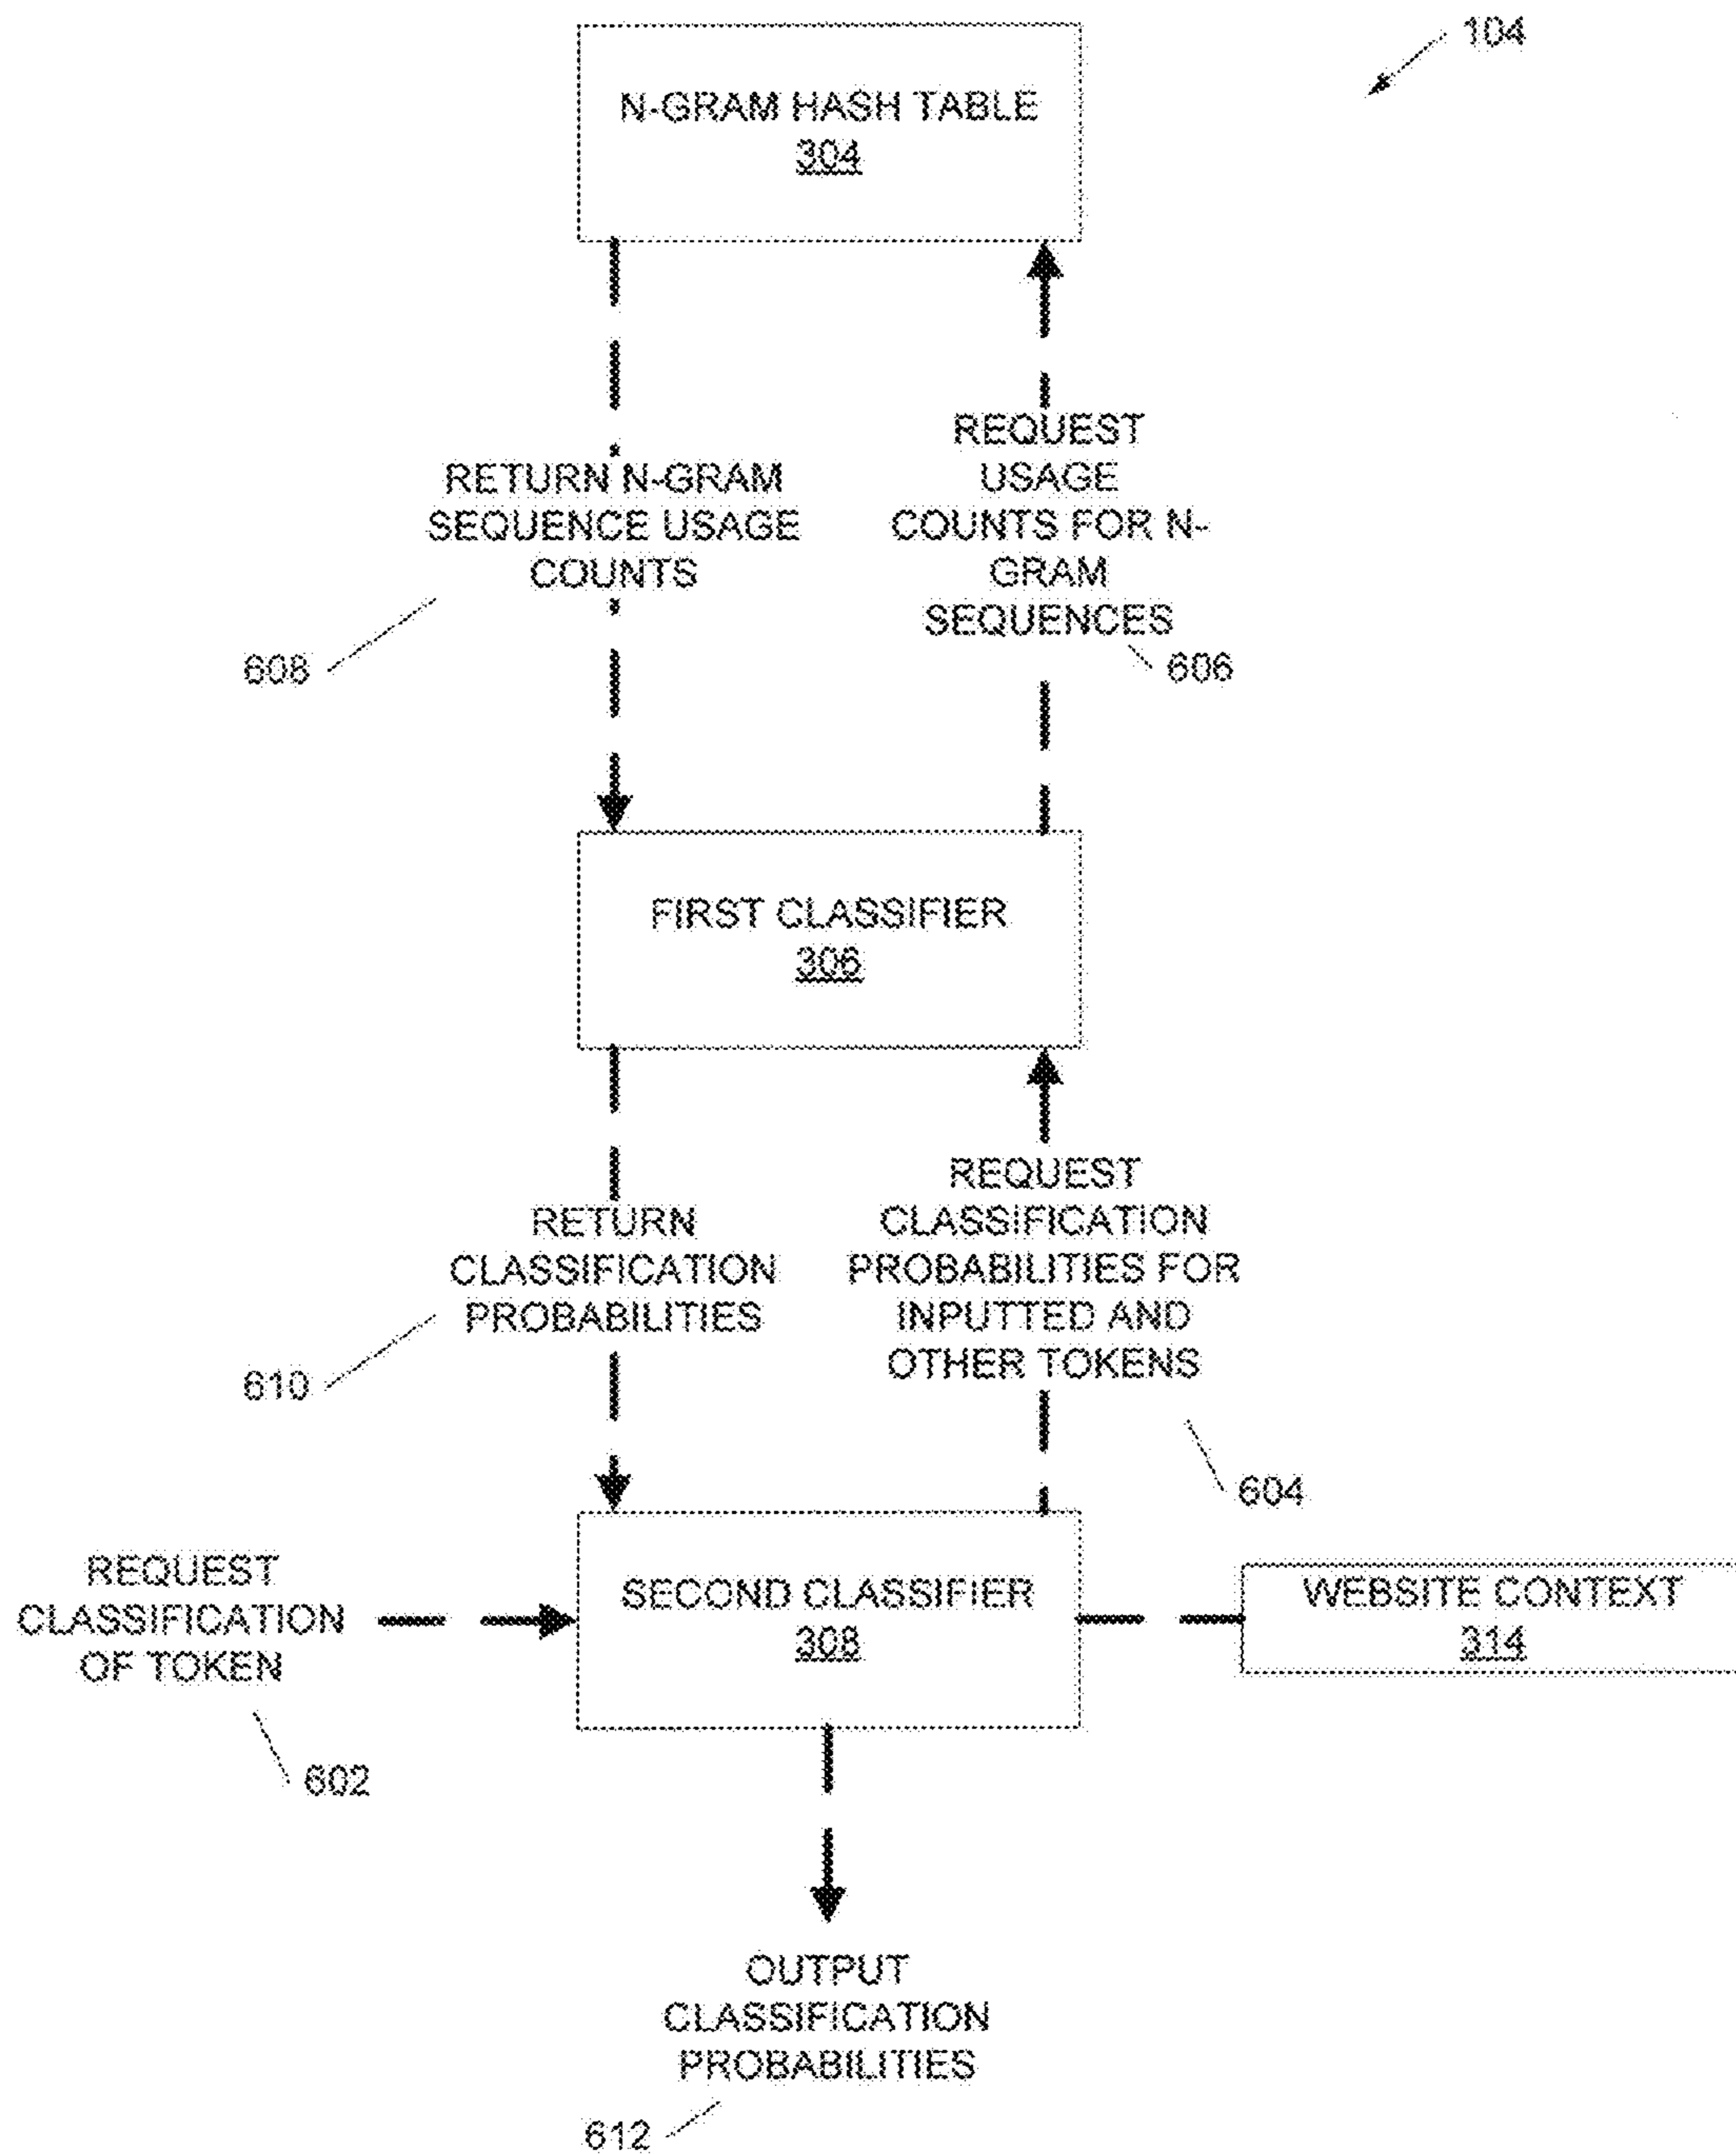 104
N-GRAM HASH TABLE
304
RETURN N-GRAM
SEQUENCE USAGE
COUNTS
608
REQUEST
USAGE
COUNTS FOR N-
GRAM
SEQUENCES
606
FIRST CLASSIFIER
306
RETURN
CLASSIFICATION
PROBABILITIES
610
REQUEST
CLASSIFICATION
PROBABILITIES FOR
INPUTTED AND
OTHER TOKENS
604
REQUEST
CLASSIFICATION
OF TOKEN
602
SECOND CLASSIFIER
308
WEBSITE CONTEXT
314
OUTPUT
CLASSIFICATION
PROBABILITIES
612